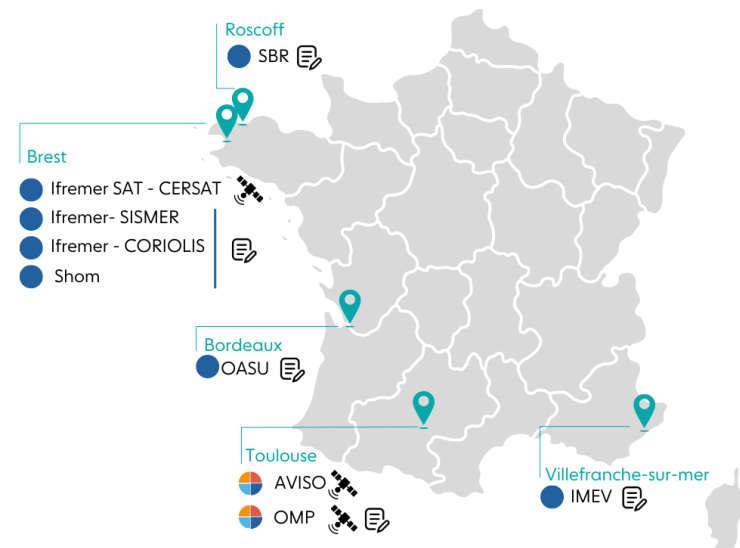 Roscoff
SBR
Brest
Ifremer SAT - CERSAT
Ifremer- SISMER
Ifremer - CORIOLIS
Shom
Bordeaux
OASU
Toulouse
AVISO
OMP
Villefranche-sur-mer
IMEV